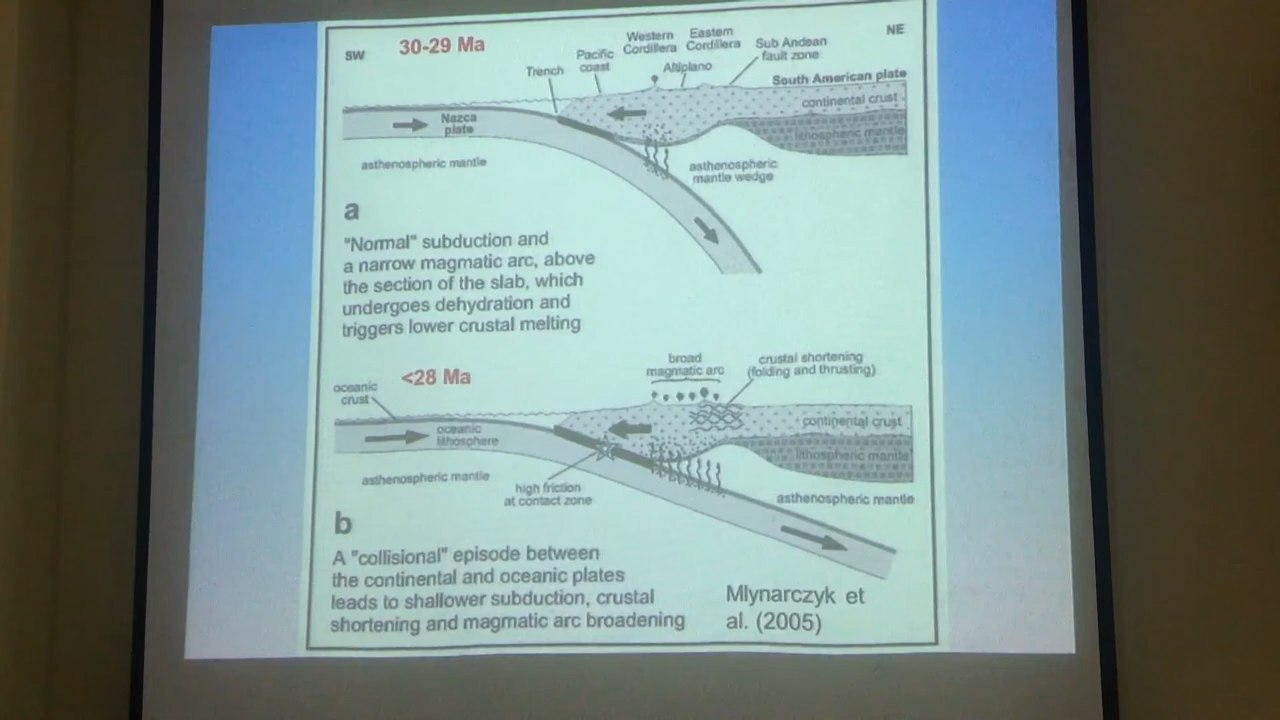 SW
30-29 Ma
NE
Trench
Pacific
coast
Western
Cordillera
Eastern
Cordillera
Altiplano
Sub Andean
fault zone
South American plate
continental crust
lithospheric mantle
Nazca
plate
asthenospheric mantle
asthenospheric
mantle wedge
a
"Normal" subduction and
a narrow magmatic arc, above
the section of the slab, which
undergoes dehydration and
triggers lower crustal melting
<28 Ma
oceanic
crust
broad
magmatic arc
crustal shortening
(folding and thrusting)
oceanic
lithosphere
continental crust
lithospheric mantle
asthenospheric mantle
high friction
at contact zone
asthenospheric mantle
b
A "collisional" episode between
the continental and oceanic plates
leads to shallower subduction, crustal
shortening and magmatic arc broadening
Mlynarczyk et
al. (2005)